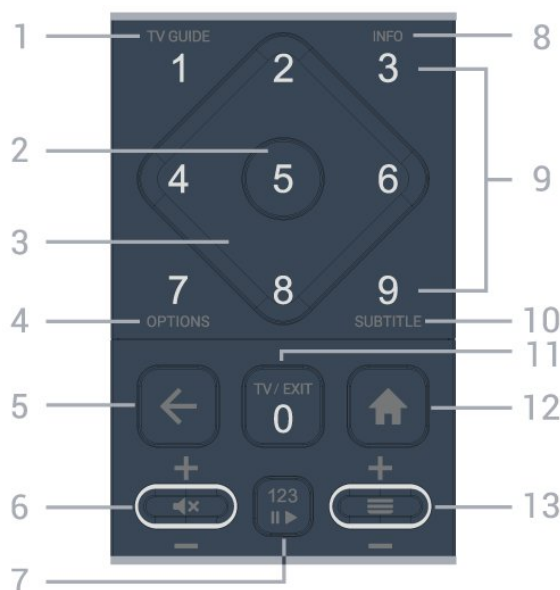 1 TV GUIDE INFO 8
1 2 3
2 4 5 6 9
3
7 8 9
4 OPTIONS SUBTITLE 10
11
TV / EXIT
5 0 12
+ +
6 123 13
- -
7